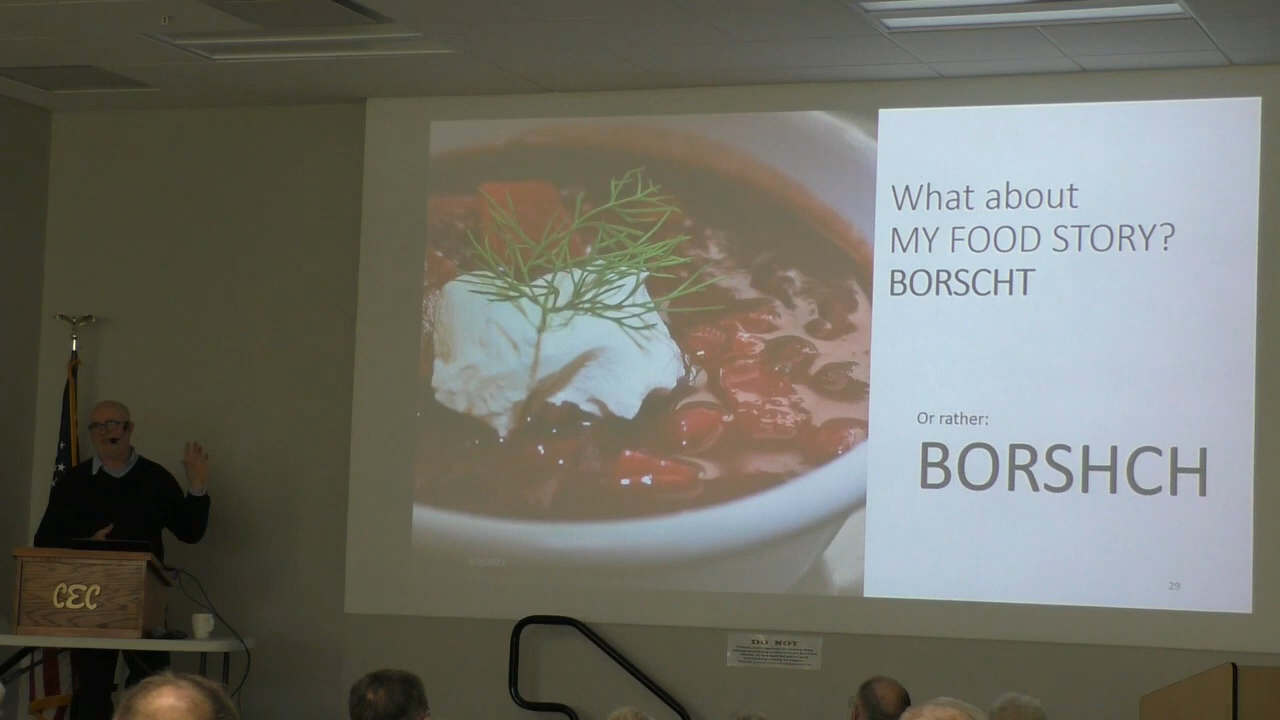 What about
MY FOOD STORY?
BORSCHT
Or rather:
BORSHCH
29
CEC
DO NOT